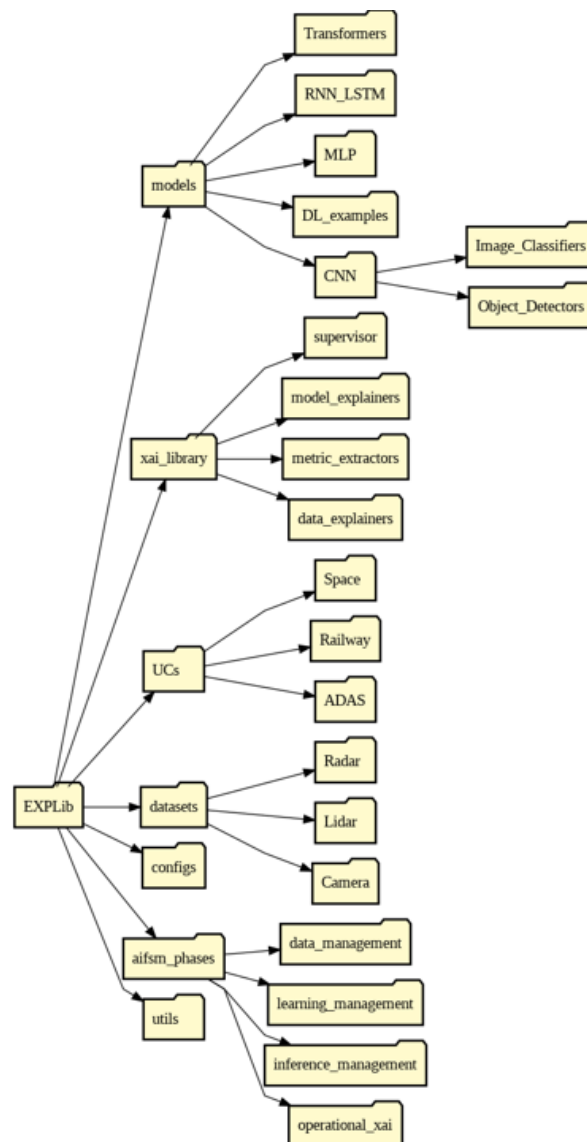 Transformers
RNN_LSTM
MLP
models
DL_examples
Image_Classifiers
CNN
Object_Detectors
supervisor
model_explainers
xai_library
metric_extractors
data_explainers
Space
Railway
UCs
ADAS
Radar
EXPLib
datasets
Lidar
configs
Camera
data_management
aifsm_phases
learning_management
utils
inference_management
operational_xai